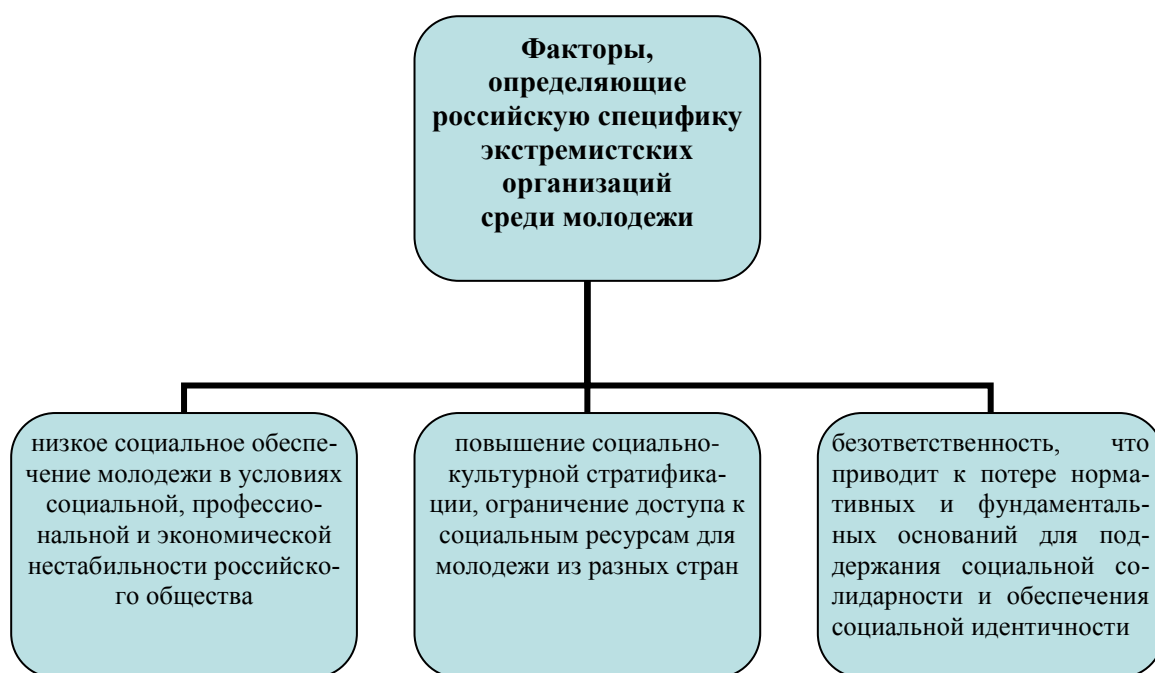 Факторы,
определяющие
российскую специфику
экстремистских
организаций
среди молодежи
низкое социальное обеспе-
чение молодежи в условиях
социальной, профессио-
нальной и экономической
нестабильности российско-
го общества
повышение социально-
культурной стратифика-
ции, ограничение доступа к
социальным ресурсам для
молодежи из разных стран
безответственность, что
приводит к потере норма-
тивных и фундаменталь-
ных оснований для под-
держания социальной со-
лидарности и обеспечения
социальной идентичности